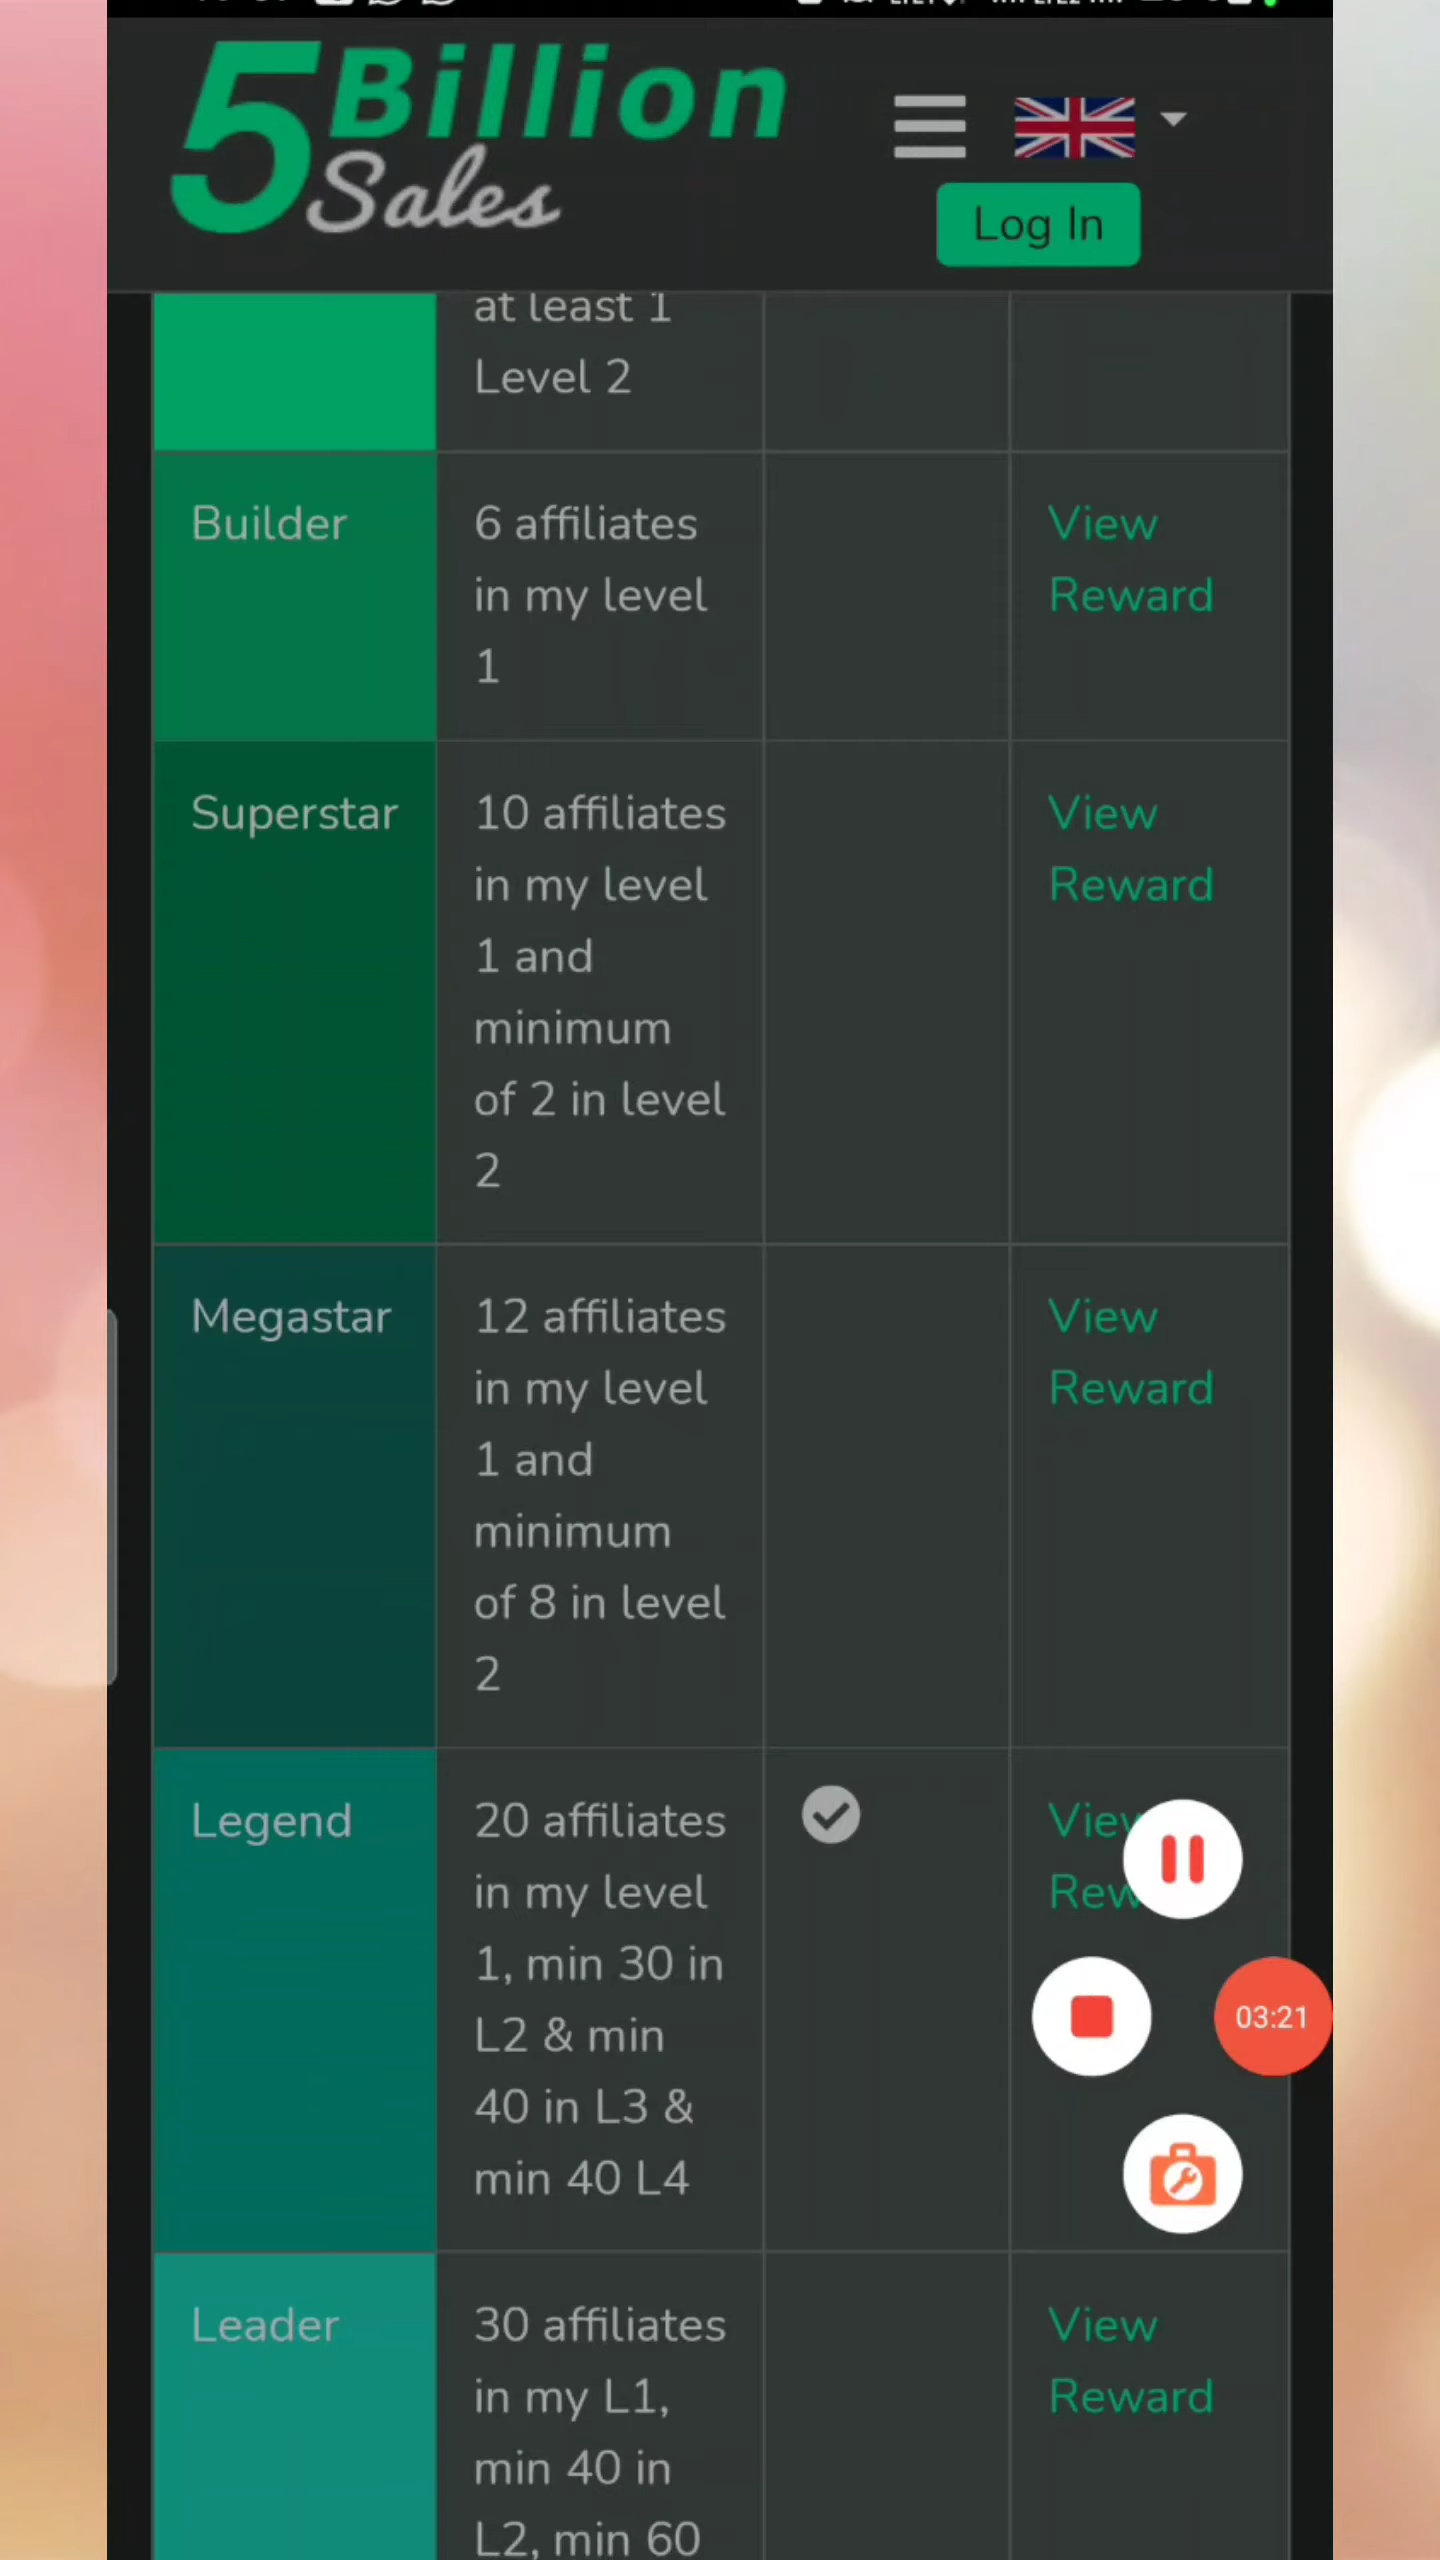 5 Billion
Sales
Log In
at least 1
Level 2
Builder
6 affiliates
in my level
1
View
Reward
Superstar
10 affiliates
in my level
1 and
minimum
of 2 in level
2
View
Reward
Megastar
12 affiliates
in my level
1 and
minimum
of 8 in level
2
View
Reward
Legend
20 affiliates
in my level
1, min 30 in
L2 & min
40 in L3 &
min 40 L4
03:21
Leader
30 affiliates
in my L1,
min 40 in
L2, min 60
View
Reward